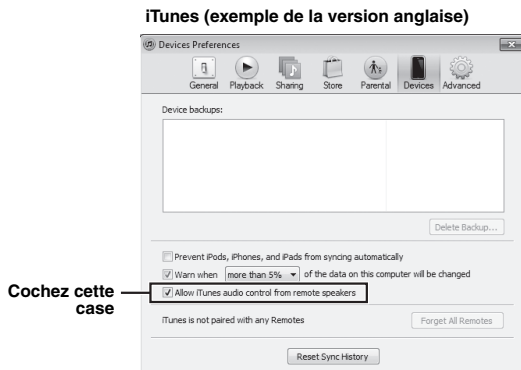 iTunes (exemple de la version anglaise)
Devices Preferences
General Playback Sharing Store Parental Devices Advanced
Device backups:
Delete Backup...
Prevent iPods, iPhones, and iPads from syncing automatically
Warn when more than 5% of the data on this computer will be changed
Cochez cette
case
Allow iTunes audio control from remote speakers
iTunes is not paired with any Remotes
Forget All Remotes
Reset Sync History